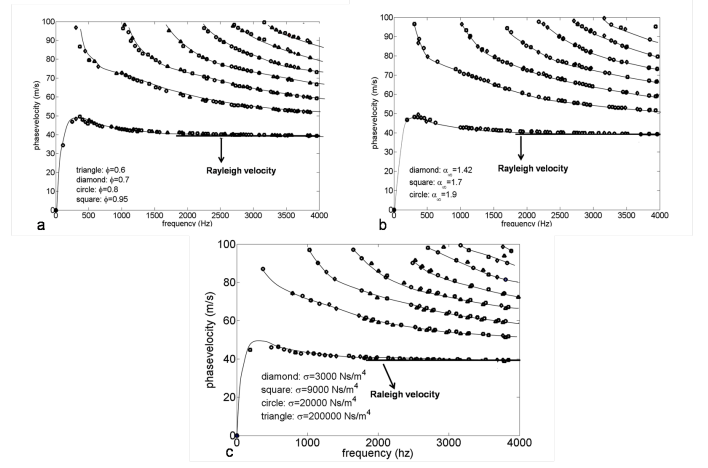 100
90
80
70
60
50
40
30
20
10
0
phasevelocity (m/s)
triangle: ϕ=0.6
diamond: ϕ=0.7
circle: ϕ=0.8
square: ϕ=0.95
Rayleigh velocity
0 500 1000 1500 2000 2500 3000 3500 4000
frequency (Hz)
a
100
90
80
70
60
50
40
30
20
10
0
phasevelocity (m/s)
diamond: α∞=1.42
square: α∞=1.7
circle: α∞=1.9
Rayleigh velocity
0 500 1000 1500 2000 2500 3000 3500 4000
frequency (Hz)
b
100
80
60
40
20
0
phasevelocity (m/s)
diamond: σ=3000 Ns/m4
square: σ=9000 Ns/m4
circle: σ=20000 Ns/m4
triangle: σ=200000 Ns/m4
Raleigh velocity
0 1000 2000 3000 4000
frequency (hz)
c